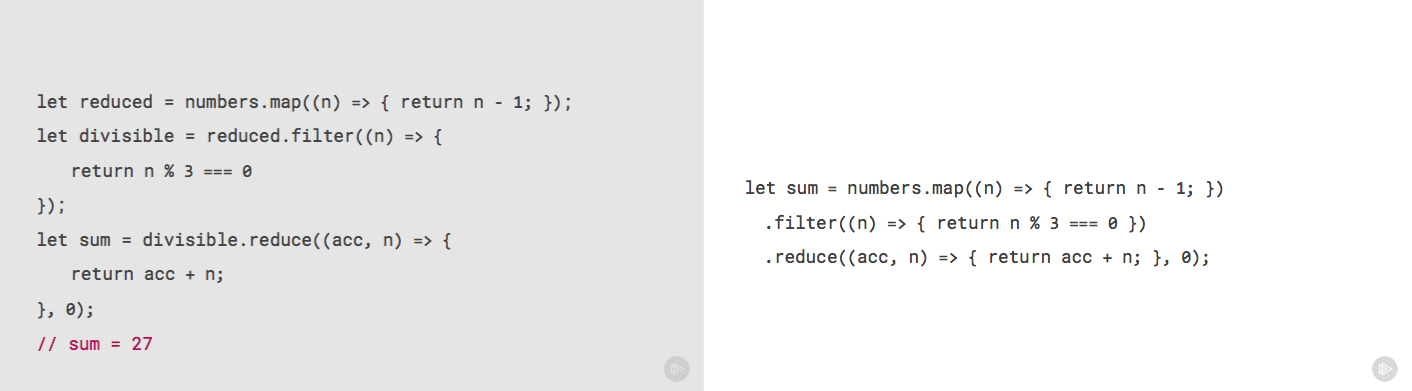 let reduced = numbers.map((n) => { return n - 1; });
let divisible = reduced.filter((n) => {
return n % 3 === 0
});
let sum = divisible.reduce((acc, n) => {
return acc + n;
}, 0);
// sum = 27
let sum = numbers.map((n) => { return n - 1; })
.filter((n) => { return n % 3 === 0 })
.reduce((acc, n) => { return acc + n; }, 0);